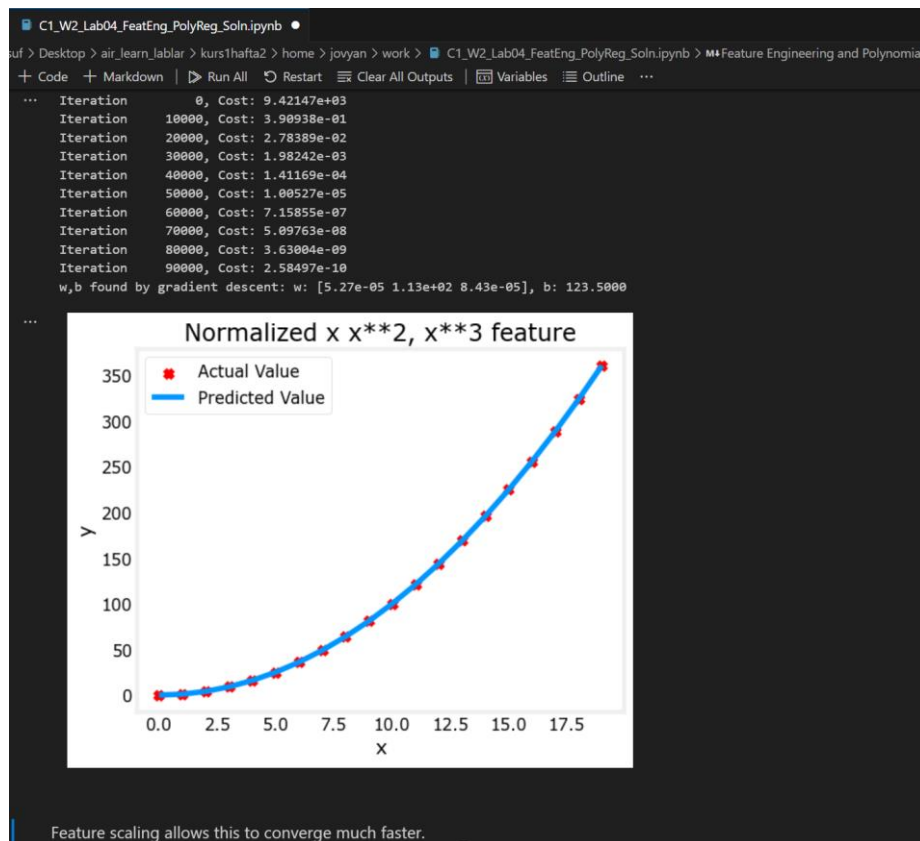 C1_W2_Lab04_FeatEng_PolyReg_Soln.ipynb
suf > Desktop > air_learn_lablar > kurs1hafta2 > home > jovyan > work > C1_W2_Lab04_FeatEng_PolyReg_Soln.ipynb > M↓Feature Engineering and Polynomia
+ Code + Markdown | Run All Restart Clear All Outputs | Variables Outline ...
... Iteration 0, Cost: 9.42147e+03
Iteration 10000, Cost: 3.90938e-01
Iteration 20000, Cost: 2.78389e-02
Iteration 30000, Cost: 1.98242e-03
Iteration 40000, Cost: 1.41169e-04
Iteration 50000, Cost: 1.00527e-05
Iteration 60000, Cost: 7.15855e-07
Iteration 70000, Cost: 5.09763e-08
Iteration 80000, Cost: 3.63004e-09
Iteration 90000, Cost: 2.58497e-10
w,b found by gradient descent: w: [5.27e-05 1.13e+02 8.43e-05], b: 123.5000
...
Normalized x x**2, x**3 feature
Actual Value
Predicted Value
350
300
250
200
150
100
50
0
y
0.0 2.5 5.0 7.5 10.0 12.5 15.0 17.5
x
Feature scaling allows this to converge much faster.